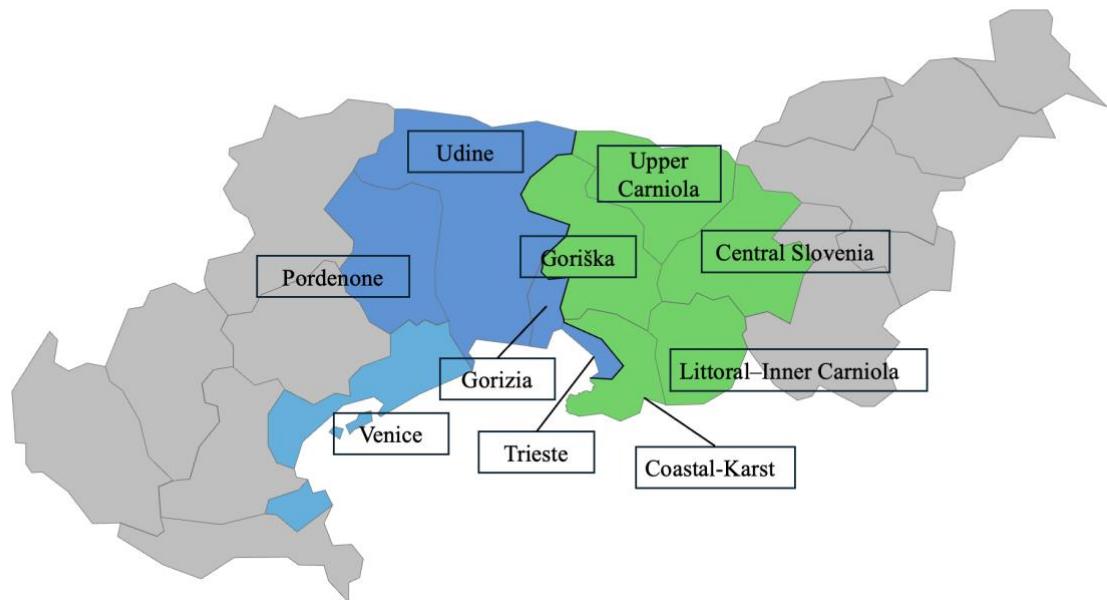 Udine
Upper
Carniola
Goriška
Central Slovenia
Pordenone
Gorizia
Littoral–Inner Carniola
Venice
Trieste
Coastal-Karst